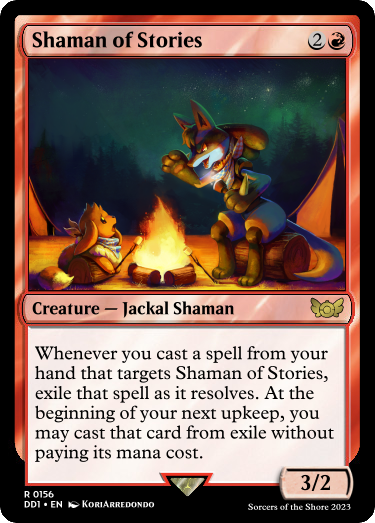 Shaman of Stories 2
Creature — Jackal Shaman
Whenever you cast a spell from your
hand that targets Shaman of Stories,
exile that spell as it resolves. At the
beginning of your next upkeep, you
may cast that card from exile without
paying its mana cost.
3/2
R 0156
DD1 • EN KoriArredondo
Sorcers of the Shore 2023